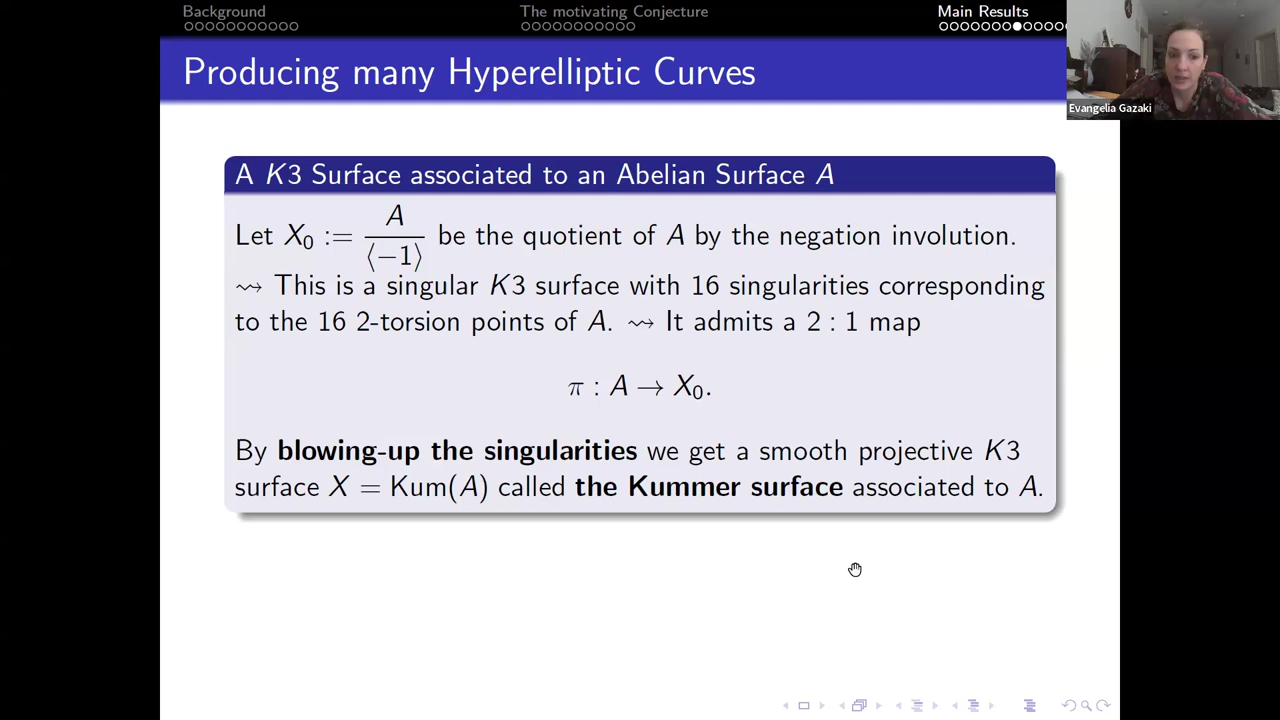 Background The motivating Conjecture Main Results
Producing many Hyperelliptic Curves
Evangelia Gazaki
A K3 Surface associated to an Abelian Surface A
Let X₀ := A/⟨−1⟩ be the quotient of A by the negation involution.
⇝ This is a singular K3 surface with 16 singularities corresponding
to the 16 2-torsion points of A. ⇝ It admits a 2 : 1 map
π : A → X₀.
By blowing-up the singularities we get a smooth projective K3
surface X = Kum(A) called the Kummer surface associated to A.